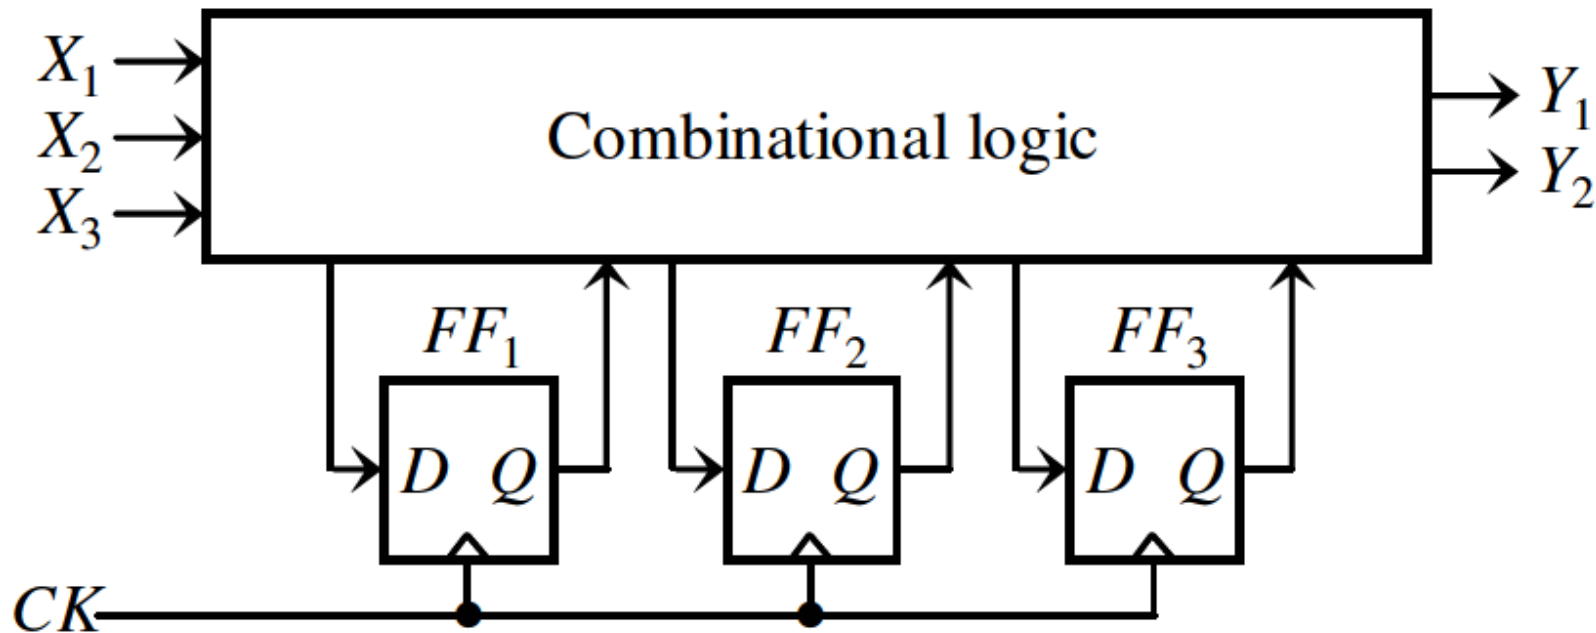 X1
X2
X3
Combinational logic
Y1
Y2
FF1
FF2
FF3
D Q
D Q
D Q
CK